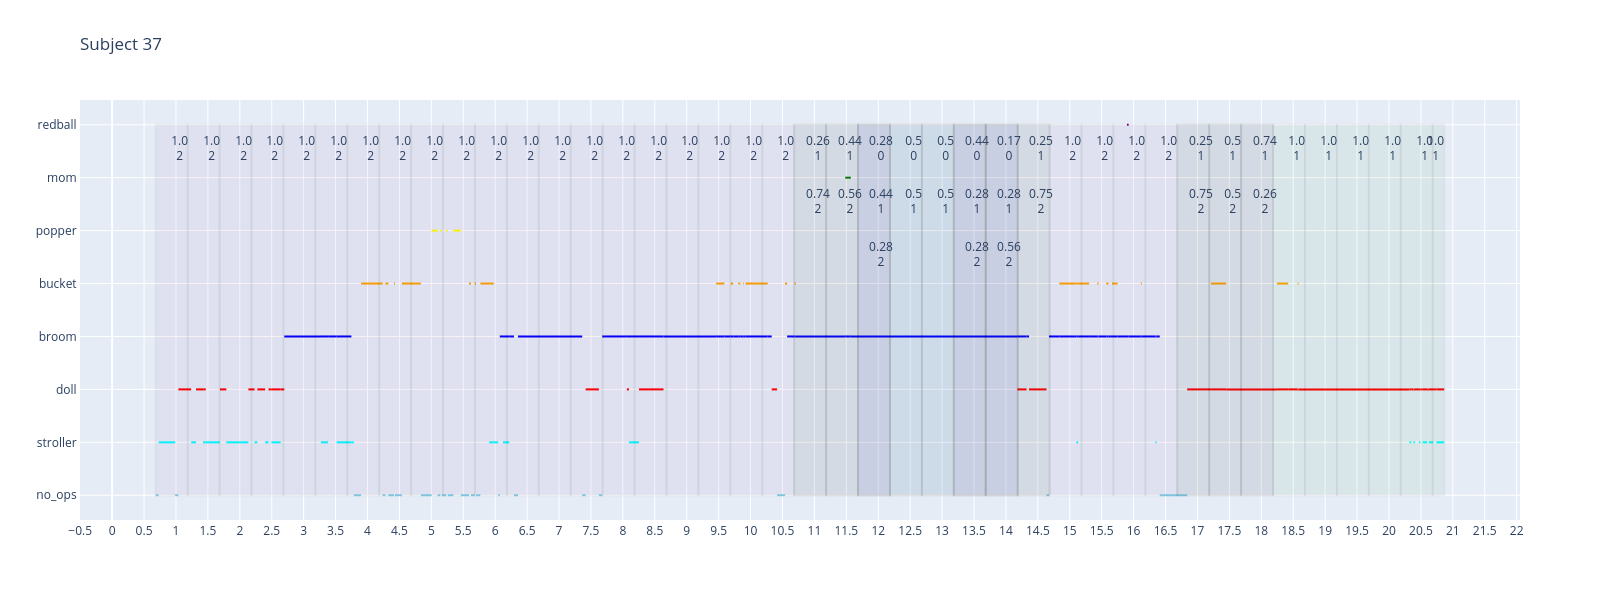 Subject 37
redball
1.0 1.0 1.0 1.0 1.0 1.0 1.0 1.0 1.0 1.0 1.0 1.0 1.0 1.0 1.0 1.0 1.0 1.0 1.0 1.0 0.26 0.44 0.28 0.5 0.5 0.44 0.17 0.25 1.0 1.0 1.0 1.0 0.25 0.5 0.74 1.0 1.0 1.0 1.0 1.0 1.0
2 2 2 2 2 2 2 2 2 2 2 2 2 2 2 2 2 2 2 2 1 1 0 0 0 0 0 1 2 2 2 2 1 1 1 1 1 1 1 1 1
mom
0.74 0.56 0.44 0.5 0.5 0.28 0.28 0.75 0.75 0.5 0.26
2 2 1 1 1 1 1 2 2 2 2
popper
0.28 0.28 0.56
2 2 2
bucket
broom
doll
stroller
no_ops
−0.5 0 0.5 1 1.5 2 2.5 3 3.5 4 4.5 5 5.5 6 6.5 7 7.5 8 8.5 9 9.5 10 10.5 11 11.5 12 12.5 13 13.5 14 14.5 15 15.5 16 16.5 17 17.5 18 18.5 19 19.5 20 20.5 21 21.5 22